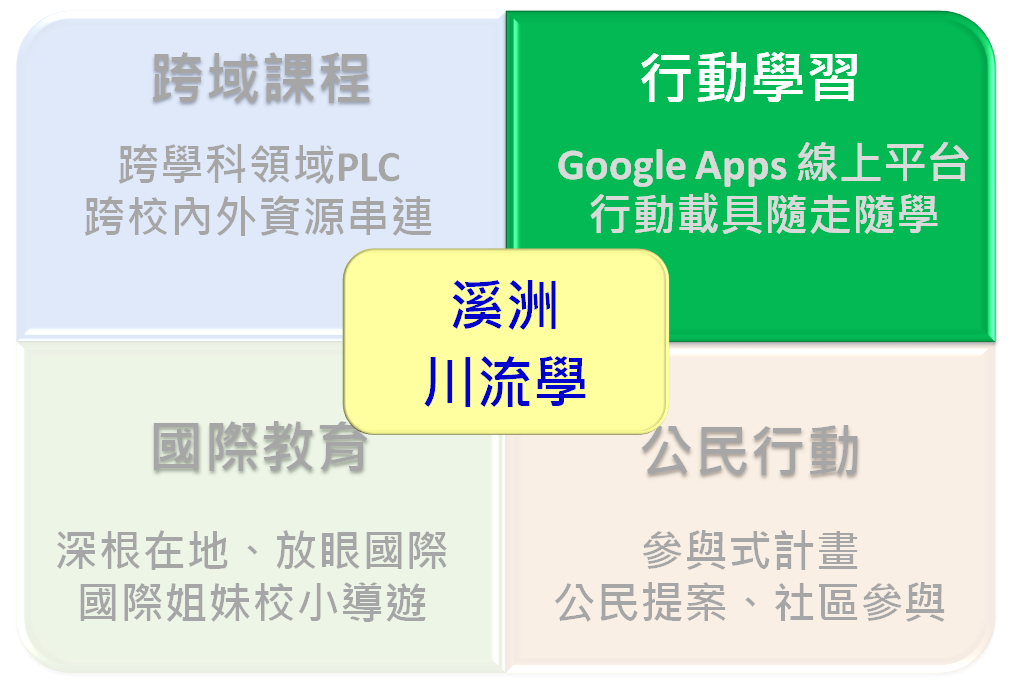 跨域課程
跨學科領域PLC
跨校內外資源串連
行動學習
Google Apps 線上平台
行動載具隨走隨學
溪洲
川流學
國際教育
深根在地、放眼國際
國際姐妹校小導遊
公民行動
參與式計畫
公民提案、社區參與